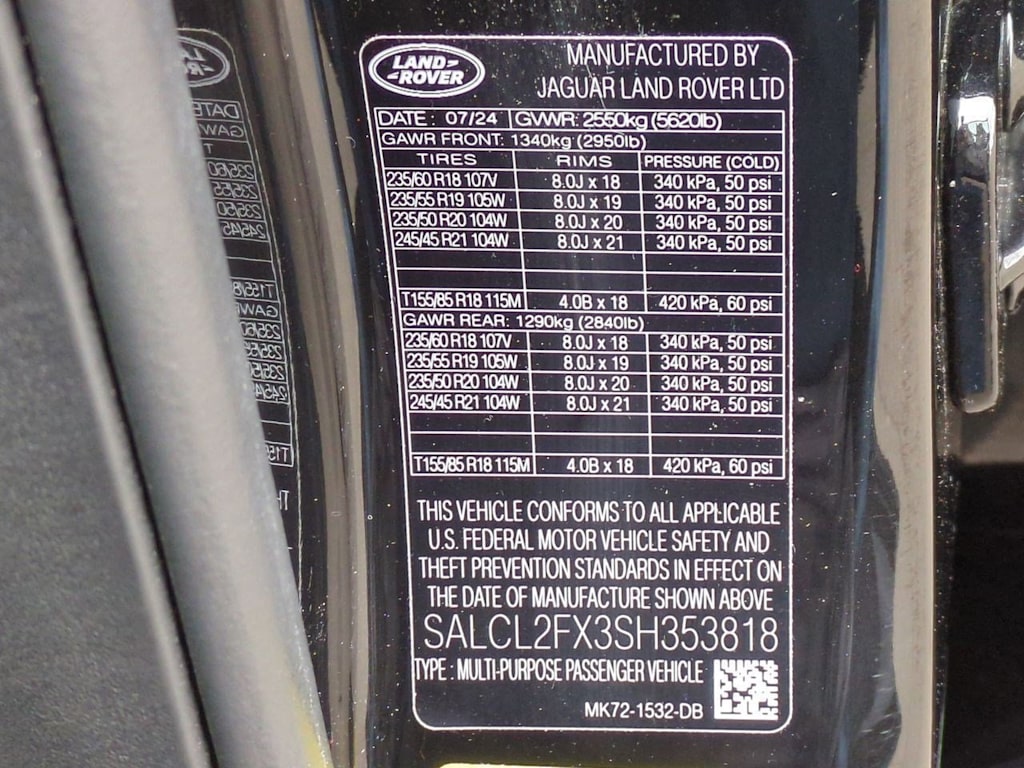 LAND-
-ROVER
MANUFACTURED BY
JAGUAR LAND ROVER LTD
DATE : 07/24 GVWR: 2550kg (5620lb)
GAWR FRONT: 1340kg (2950lb)
TIRES RIMS PRESSURE (COLD)
235/60 R18 107V 8.0J x 18 340 kPa, 50 psi
235/55 R19 105W 8.0J x 19 340 kPa, 50 psi
235/50 R20 104W 8.0J x 20 340 kPa, 50 psi
245/45 R21 104W 8.0J x 21 340 kPa, 50 psi
T155/85 R18 115M 4.0B x 18 420 kPa, 60 psi
GAWR REAR: 1290kg (2840lb)
235/60 R18 107V 8.0J x 18 340 kPa, 50 psi
235/55 R19 105W 8.0J x 19 340 kPa, 50 psi
235/50 R20 104W 8.0J x 20 340 kPa, 50 psi
245/45 R21 104W 8.0J x 21 340 kPa, 50 psi
T155/85 R18 115M 4.0B x 18 420 kPa, 60 psi
THIS VEHICLE CONFORMS TO ALL APPLICABLE
U.S. FEDERAL MOTOR VEHICLE SAFETY AND
THEFT PREVENTION STANDARDS IN EFFECT ON
THE DATE OF MANUFACTURE SHOWN ABOVE
SALCL2FX3SH353818
TYPE : MULTI-PURPOSE PASSENGER VEHICLE
MK72-1532-DB